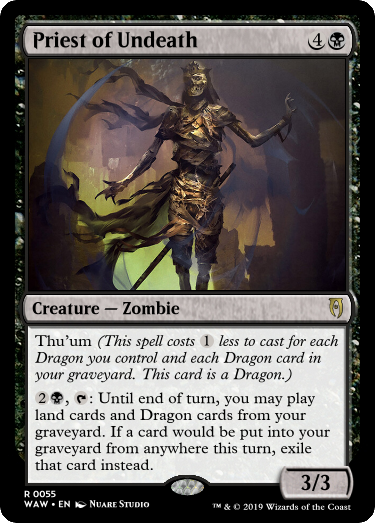 Priest of Undeath 4
Creature — Zombie
Thu'um (This spell costs 1 less to cast for each
Dragon you control and each Dragon card in
your graveyard. This card is a Dragon.)
2, : Until end of turn, you may play
land cards and Dragon cards from your
graveyard. If a card would be put into your
graveyard from anywhere this turn, exile
that card instead.
3/3
R 0055
WAW • EN Nuare Studio
™ & © 2019 Wizards of the Coast